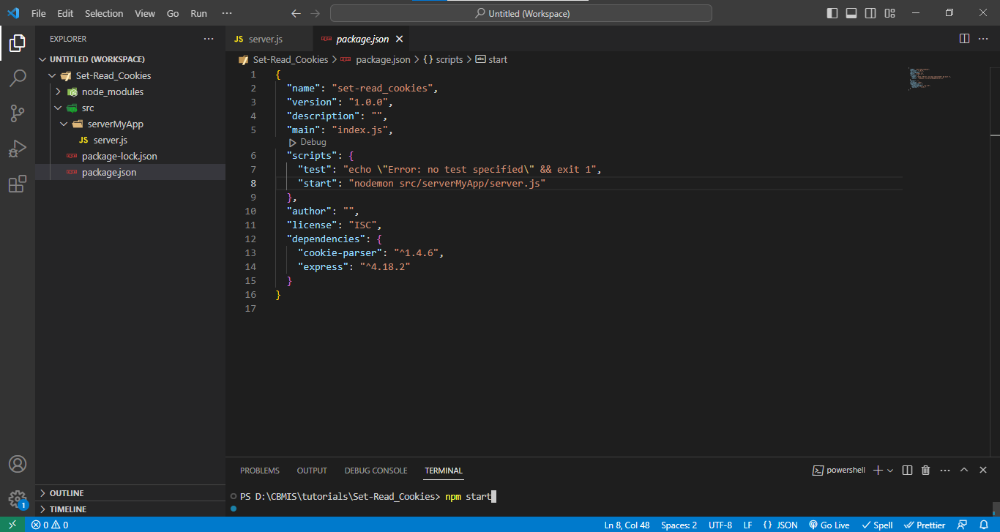 File Edit Selection View Go Run ··· Untitled (Workspace)
EXPLORER ···
UNTITLED (WORKSPACE)
Set-Read_Cookies
node_modules
src
serverMyApp
JS server.js
package-lock.json
package.json
OUTLINE
TIMELINE
JS server.js package.json
Set-Read_Cookies > package.json > {} scripts > abc start
1 {
2 "name": "set-read_cookies",
3 "version": "1.0.0",
4 "description": "",
5 "main": "index.js",
Debug
6 "scripts": {
7 "test": "echo \"Error: no test specified\" && exit 1",
8 "start": "nodemon src/serverMyApp/server.js"
9 },
10 "author": "",
11 "license": "ISC",
12 "dependencies": {
13 "cookie-parser": "^1.4.6",
14 "express": "^4.18.2"
15 }
16 }
17
PROBLEMS OUTPUT DEBUG CONSOLE TERMINAL powershell
PS D:\CBMIS\tutorials\Set-Read_Cookies> npm start
1
0 0 Ln 8, Col 48 Spaces: 2 UTF-8 LF {} JSON Go Live Spell Prettier